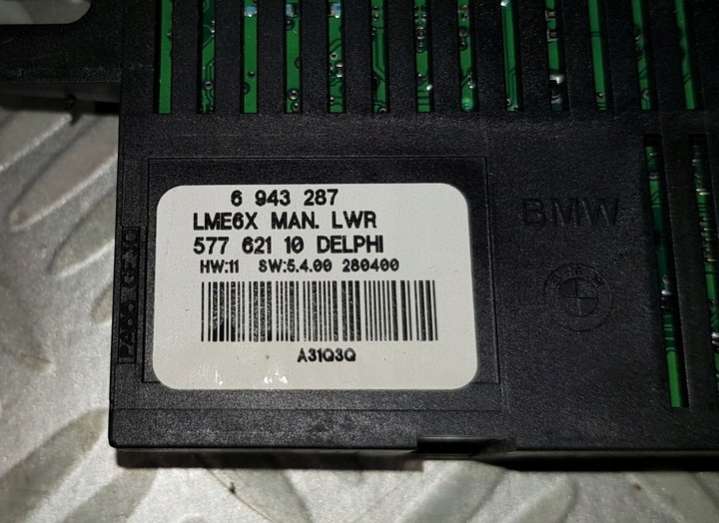 6 943 287
LME6X MAN. LWR
577 621 10 DELPHI
HW:11 SW:5.4.00 280400
A31Q3Q
BMW